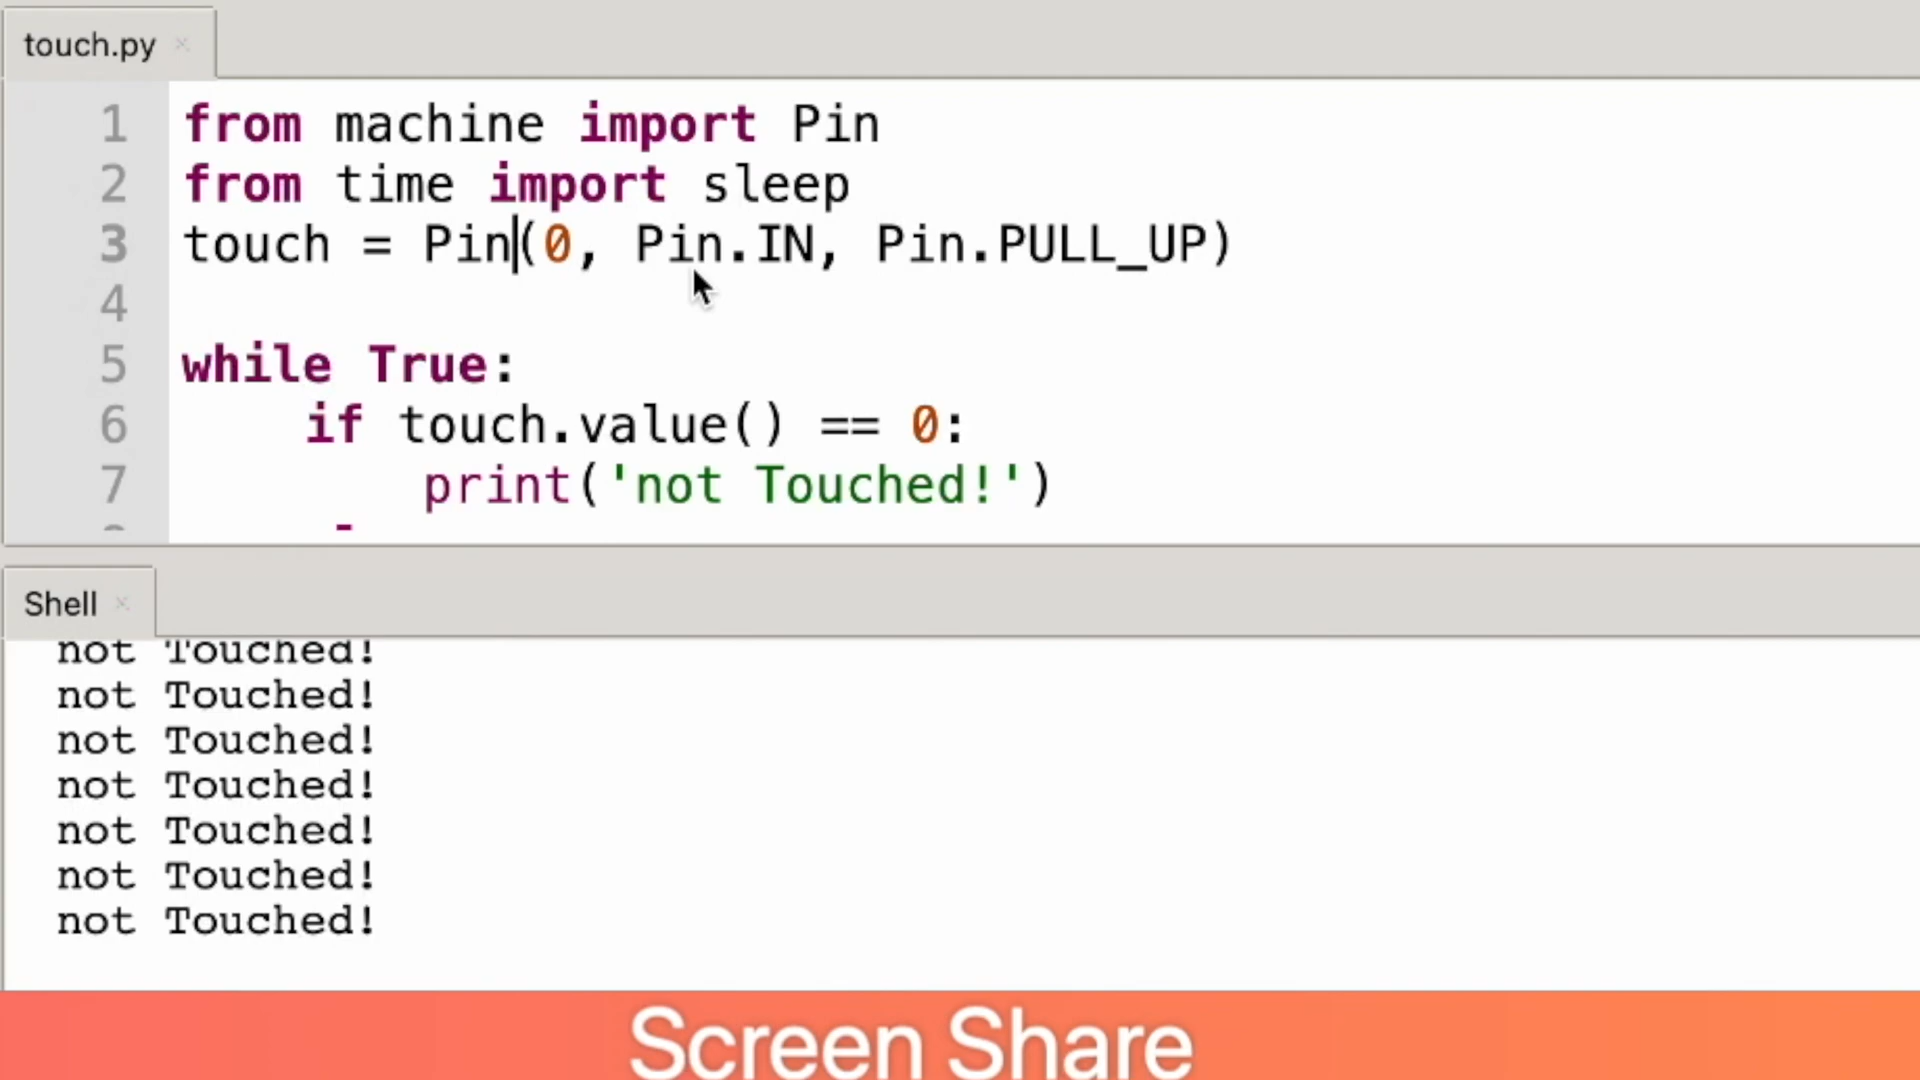 touch.py
1 from machine import Pin
2 from time import sleep
3 touch = Pin(0, Pin.IN, Pin.PULL_UP)
4
5 while True:
6     if touch.value() == 0:
7         print('not Touched!')
Shell
not Touched!
not Touched!
not Touched!
not Touched!
not Touched!
not Touched!
not Touched!
Screen Share